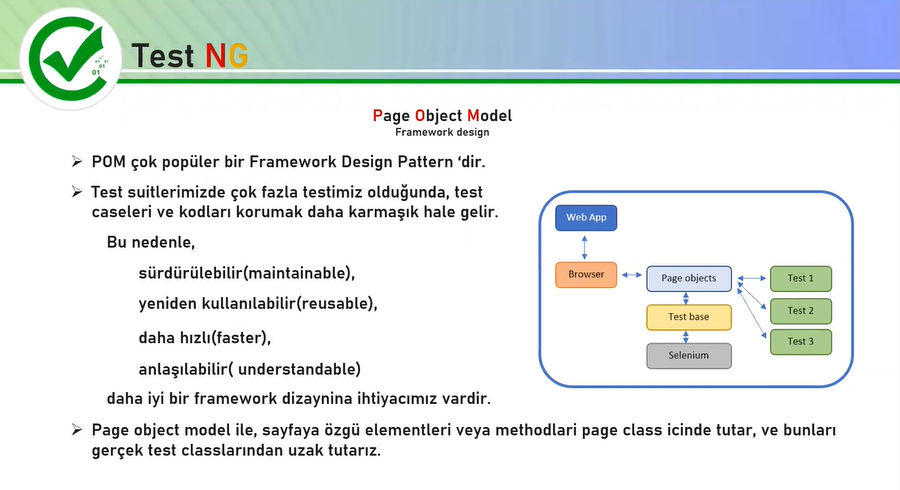 Test NG
Page Object Model
Framework design
POM çok popüler bir Framework Design Pattern ‘dir.
Test suitlerimizde çok fazla testimiz olduğunda, test
caseleri ve kodları korumak daha karmaşık hale gelir.
Bu nedenle,
sürdürülebilir(maintainable),
yeniden kullanılabilir(reusable),
daha hızlı(faster),
anlaşılabilir( understandable)
daha iyi bir framework dizaynina ihtiyacımız vardir.
Page object model ile, sayfaya özgü elementleri veya methodlari page class icinde tutar, ve bunları
gerçek test classlarından uzak tutarız.
Web App
Browser
Page objects
Test base
Selenium
Test 1
Test 2
Test 3